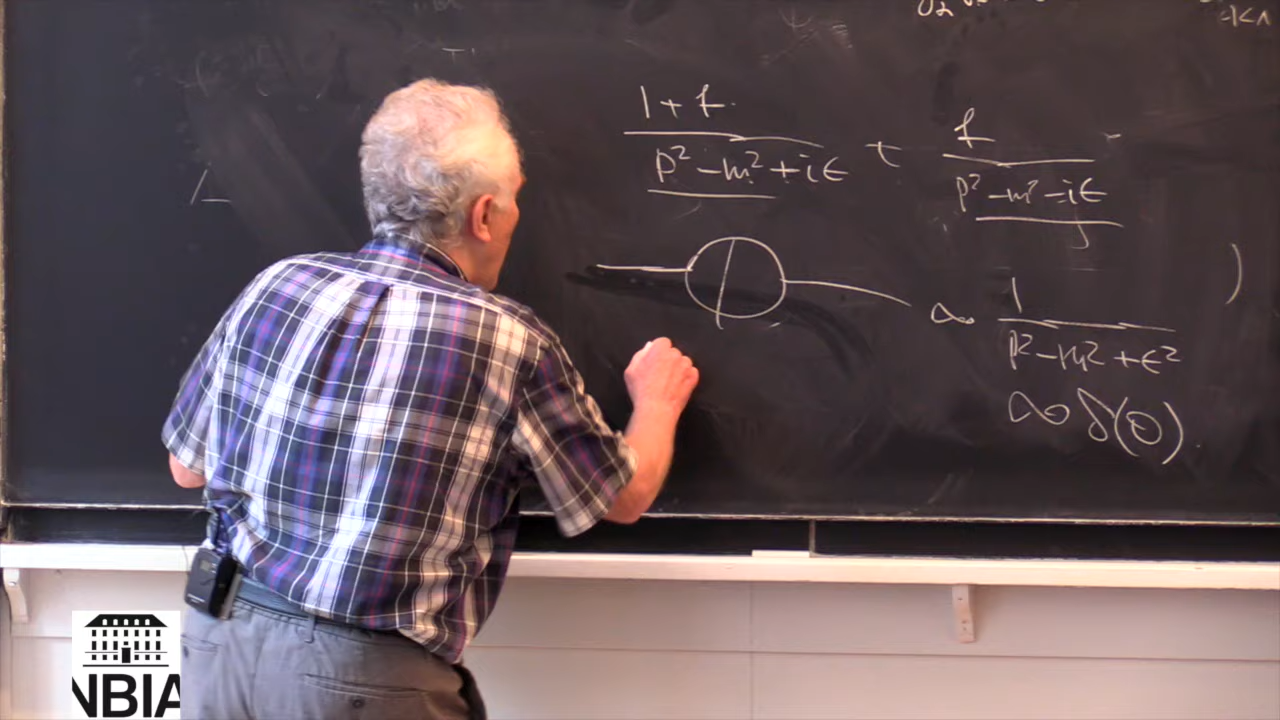 1 + f
p² - m² + iϵ
f
p² - m² - iϵ
∝ 1
p² - m² + ϵ²
∝ δ(0)
NBIA